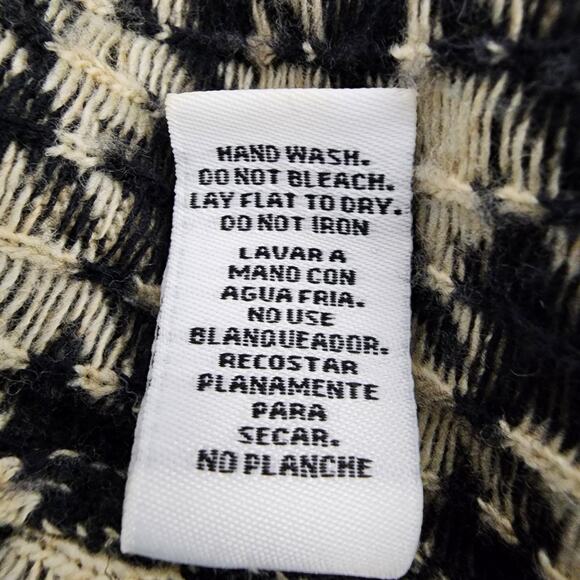 HAND WASH.
DO NOT BLEACH.
LAY FLAT TO DRY.
DO NOT IRON
LAVAR A
MANO CON
AGUA FRIA.
NO USE
BLANQUEADOR.
RECOSTAR
PLANAMENTE
PARA
SECAR.
NO PLANCHE